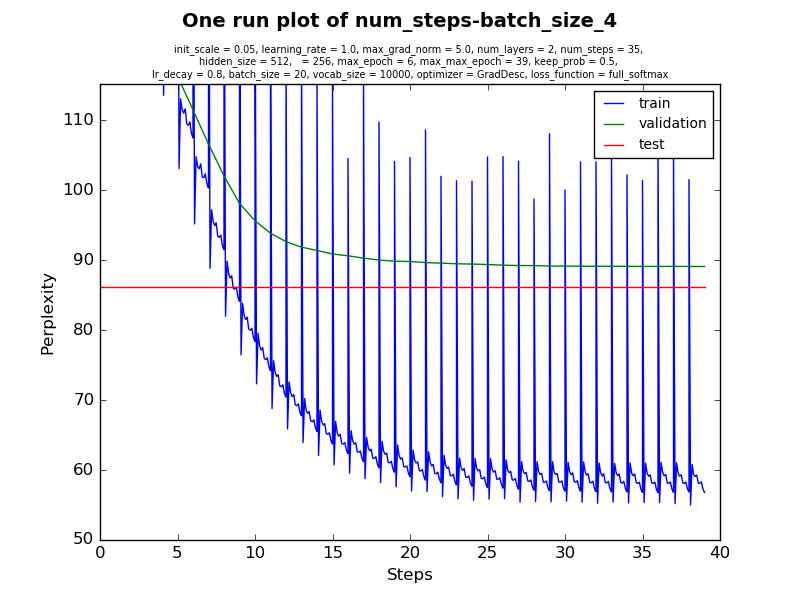 One run plot of num_steps-batch_size_4
init_scale = 0.05, learning_rate = 1.0, max_grad_norm = 5.0, num_layers = 2, num_steps = 35,
hidden_size = 512,   = 256, max_epoch = 6, max_max_epoch = 39, keep_prob = 0.5,
lr_decay = 0.8, batch_size = 20, vocab_size = 10000, optimizer = GradDesc, loss_function = full_softmax
train
validation
test
110
100
90
80
70
60
50
Perplexity
0 5 10 15 20 25 30 35 40
Steps